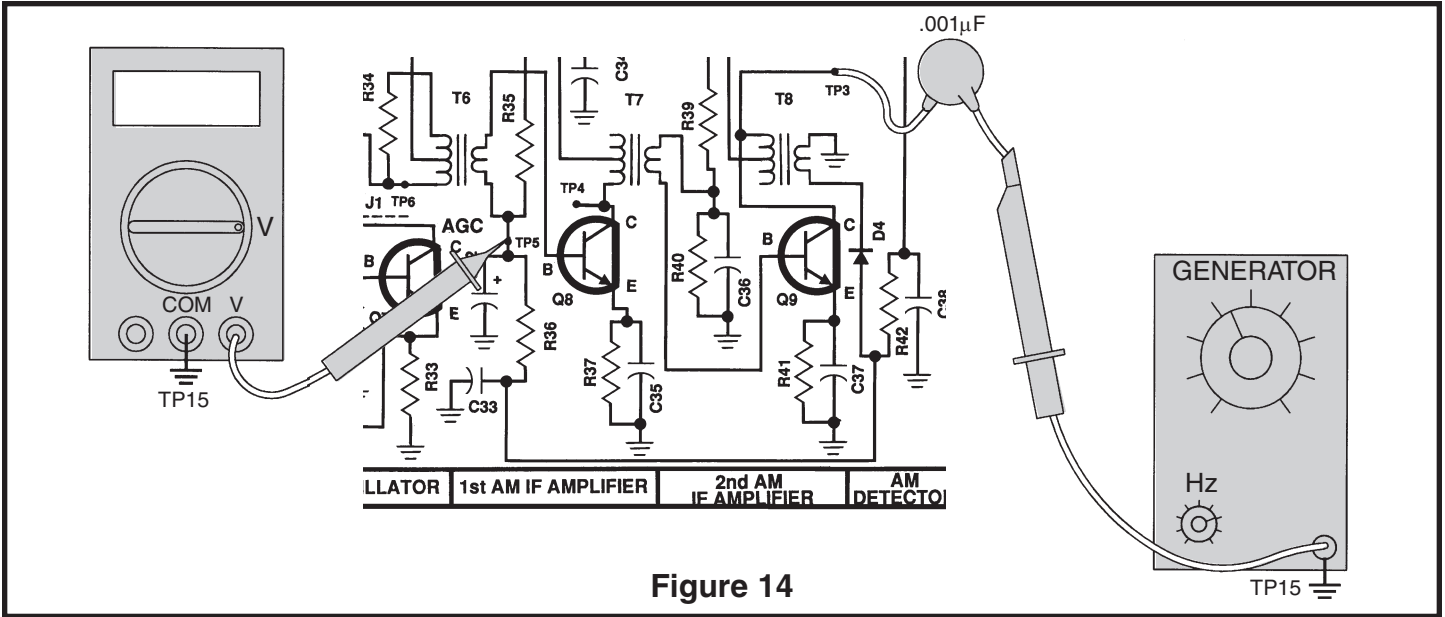 .001μF
R34
T6
R35
T7
R39
T8
TP3
J1 TP6
TP4
AGC
TP5
V
COM V
TP15
B
C
E
R33
B
C
E
Q8
R36
C33
R37
C35
R40
C36
B
C
E
Q9
D4
R41
C37
R42
C38
GENERATOR
Hz
TP15
LLATOR
1st AM IF AMPLIFIER
2nd AM
IF AMPLIFIER
AM
DETECTO
Figure 14